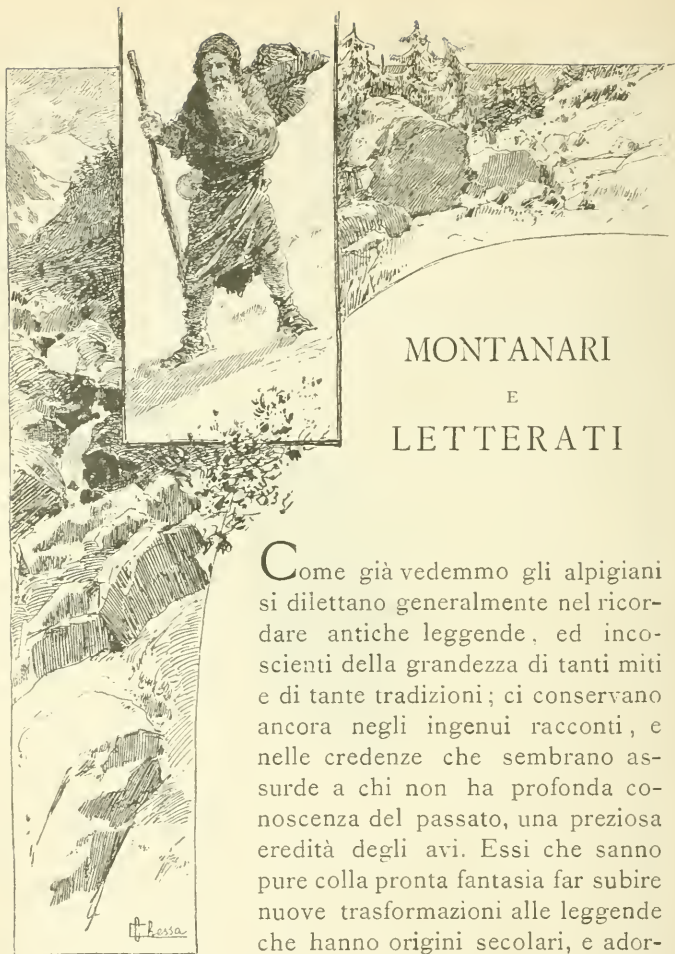 MONTANARI
E
LETTERATI
Come già vedemmo gli alpigiani
si dilettano generalmente nel ricor-
dare antiche leggende, ed inco-
scienti della grandezza di tanti miti
e di tante tradizioni; ci conservano
ancora negli ingenui racconti, e
nelle credenze che sembrano as-
surde a chi non ha profonda co-
noscenza del passato, una preziosa
eredità degli avi. Essi che sanno
pure colla pronta fantasia far subire
nuove trasformazioni alle leggende
che hanno origini secolari, e ador-